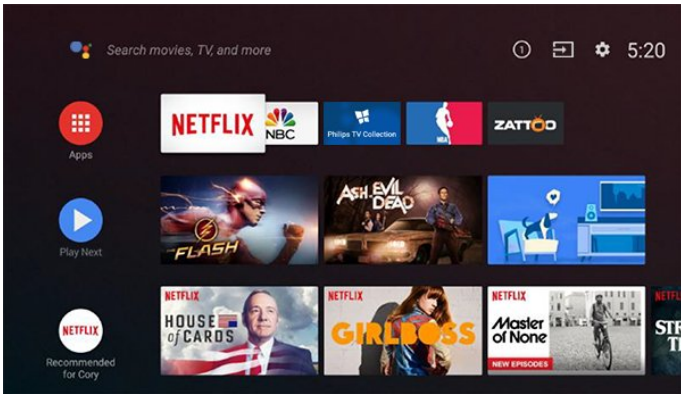 Search movies, TV, and more
1
5:20
NETFLIX
NBC
Philips TV Collection
NBA
ZATTOO
Apps
THE
FLASH
ASH VS EVIL
DEAD
Play Next
NETFLIX
HOUSE
of CARDS
NETFLIX
GIRLBOSS
NETFLIX
Master
of None
NEW EPISODES
NETFLIX
Recommended
for Cory